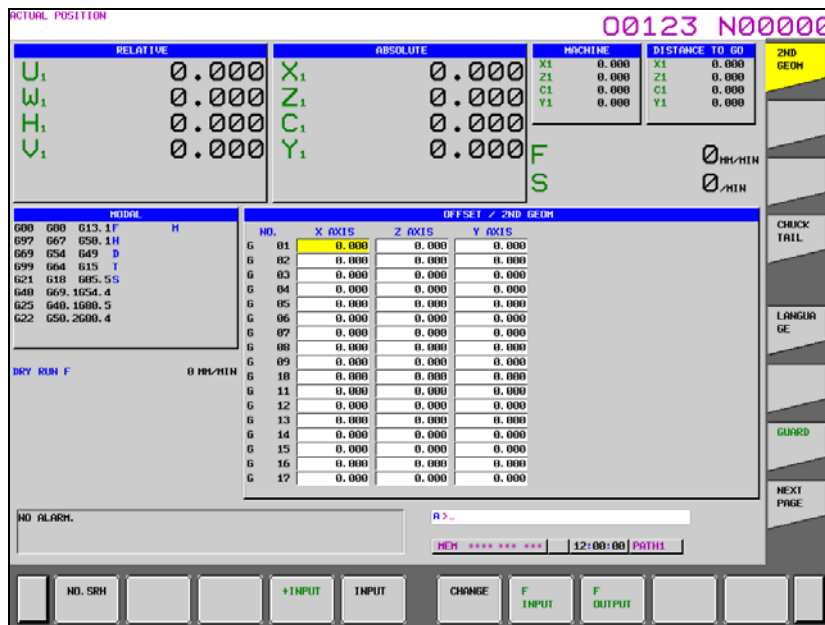 ACTUAL POSITION
O0123 N00000
RELATIVE
U1 0.000
W1 0.000
H1 0.000
V1 0.000
ABSOLUTE
X1 0.000
Z1 0.000
C1 0.000
Y1 0.000
MACHINE
X1 0.000
Z1 0.000
C1 0.000
Y1 0.000
DISTANCE TO GO
X1 0.000
Z1 0.000
C1 0.000
Y1 0.000
F 0 MM/MIN
S 0 /MIN
MODAL
G00 G80 G13.1 F M
G97 G67 G50.1 H
G69 G54 G49 D
G99 G64 G15 T
G21 G18 G05.5 S
G40 G69.1 G54.4
G25 G40.1 G80.5
G22 G50.2 G00.4
DRY RUN F 0 MM/MIN
OFFSET / 2ND GEOM
NO. X AXIS Z AXIS Y AXIS
G 01 0.000 0.000 0.000
G 02 0.000 0.000 0.000
G 03 0.000 0.000 0.000
G 04 0.000 0.000 0.000
G 05 0.000 0.000 0.000
G 06 0.000 0.000 0.000
G 07 0.000 0.000 0.000
G 08 0.000 0.000 0.000
G 09 0.000 0.000 0.000
G 10 0.000 0.000 0.000
G 11 0.000 0.000 0.000
G 12 0.000 0.000 0.000
G 13 0.000 0.000 0.000
G 14 0.000 0.000 0.000
G 15 0.000 0.000 0.000
G 16 0.000 0.000 0.000
G 17 0.000 0.000 0.000
2ND
GEOM
CHUCK
TAIL
LANGUA
GE
GUARD
NEXT
PAGE
NO ALARM.
A>_
MEM **** *** *** 12:00:00 PATH1
NO. SRH
+INPUT
INPUT
CHANGE
F
INPUT
F
OUTPUT